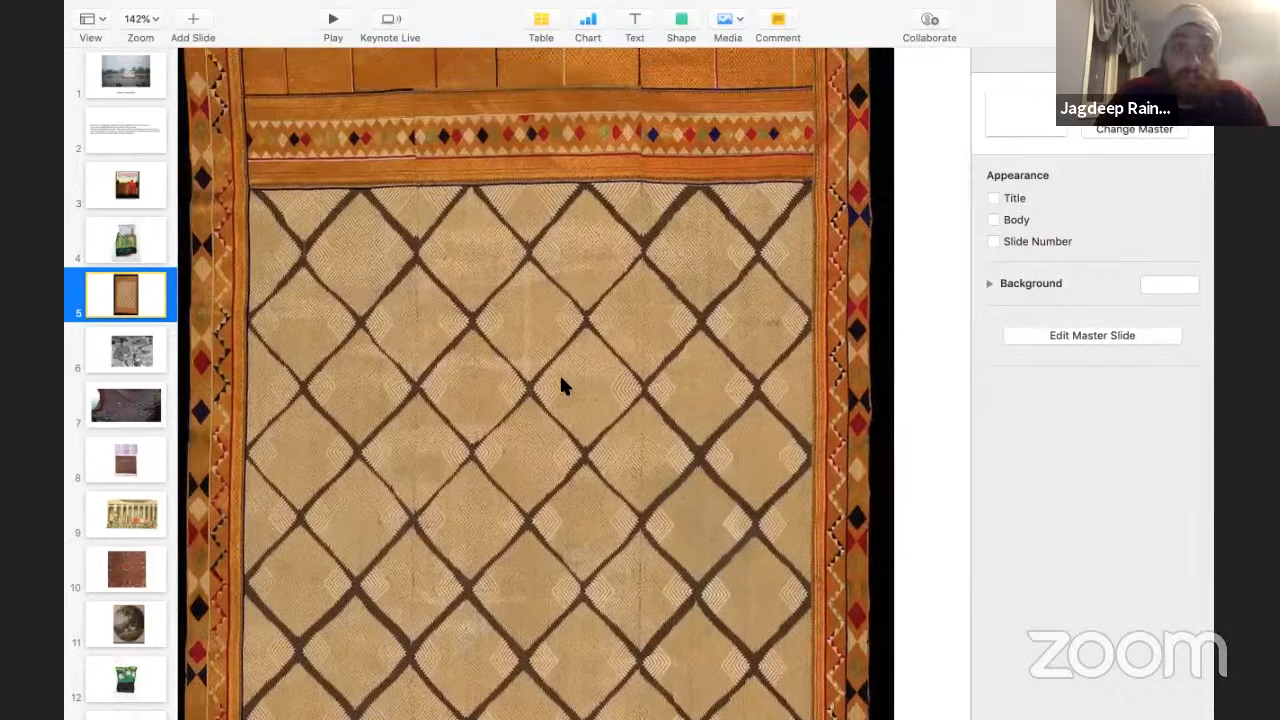 142%
View
Zoom
Add Slide
Play
Keynote Live
Table
Chart
Text
Shape
Media
Comment
Collaborate
Jagdeep Rain...
Change Master
Appearance
Title
Body
Slide Number
Background
Edit Master Slide
1
2
3
4
5
6
7
8
9
10
11
12
zoom